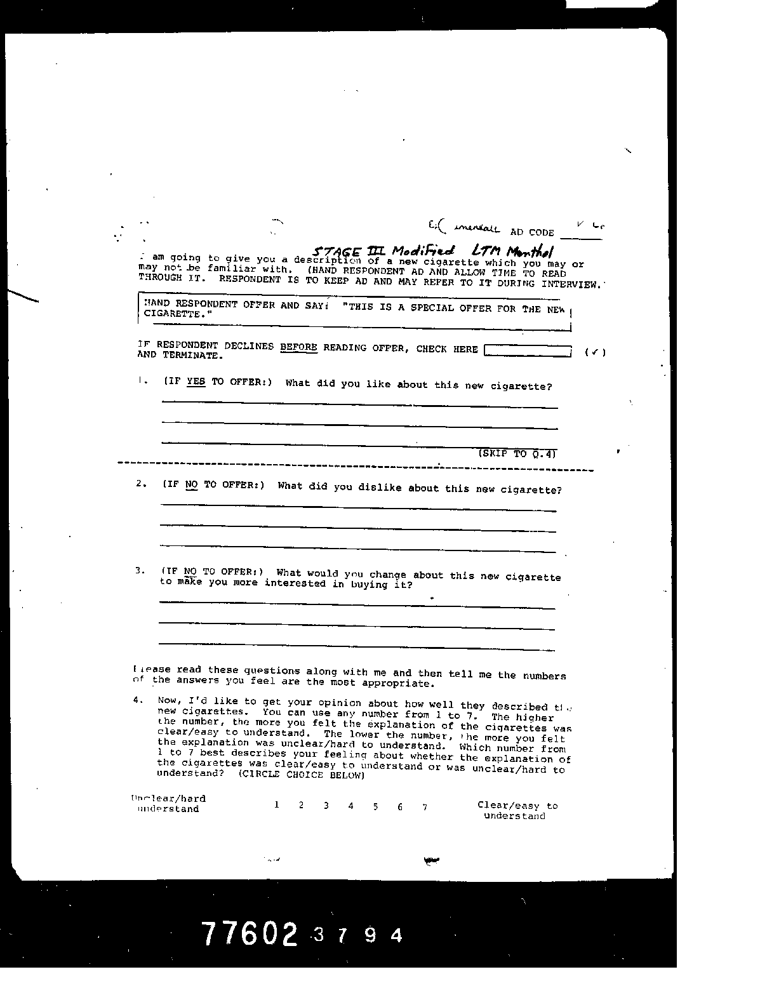 AD CODE
STAGE III Modified LTM Menthol
I am going to give you a description of a new cigarette which you may or
may not be familiar with. (HAND RESPONDENT AD AND ALLOW TIME TO READ
THROUGH IT. RESPONDENT IS TO KEEP AD AND MAY REFER TO IT DURING INTERVIEW.
HAND RESPONDENT OFFER AND SAY: "THIS IS A SPECIAL OFFER FOR THE NEW
CIGARETTE."
IF RESPONDENT DECLINES BEFORE READING OFFER, CHECK HERE (✓)
AND TERMINATE.
1. (IF YES TO OFFER:) What did you like about this new cigarette?
(SKIP TO Q.4)
2. (IF NO TO OFFER:) What did you dislike about this new cigarette?
3. (IF NO TO OFFER:) What would you change about this new cigarette
to make you more interested in buying it?
Please read these questions along with me and then tell me the numbers
of the answers you feel are the most appropriate.
4. Now, I'd like to get your opinion about how well they described the
new cigarettes. You can use any number from 1 to 7. The higher
the number, the more you felt the explanation of the cigarettes was
clear/easy to understand. The lower the number, the more you felt
the explanation was unclear/hard to understand. Which number from
1 to 7 best describes your feeling about whether the explanation of
the cigarettes was clear/easy to understand or was unclear/hard to
understand? (CIRCLE CHOICE BELOW)
Unclear/hard 1 2 3 4 5 6 7 Clear/easy to
understand understand
77602 3794